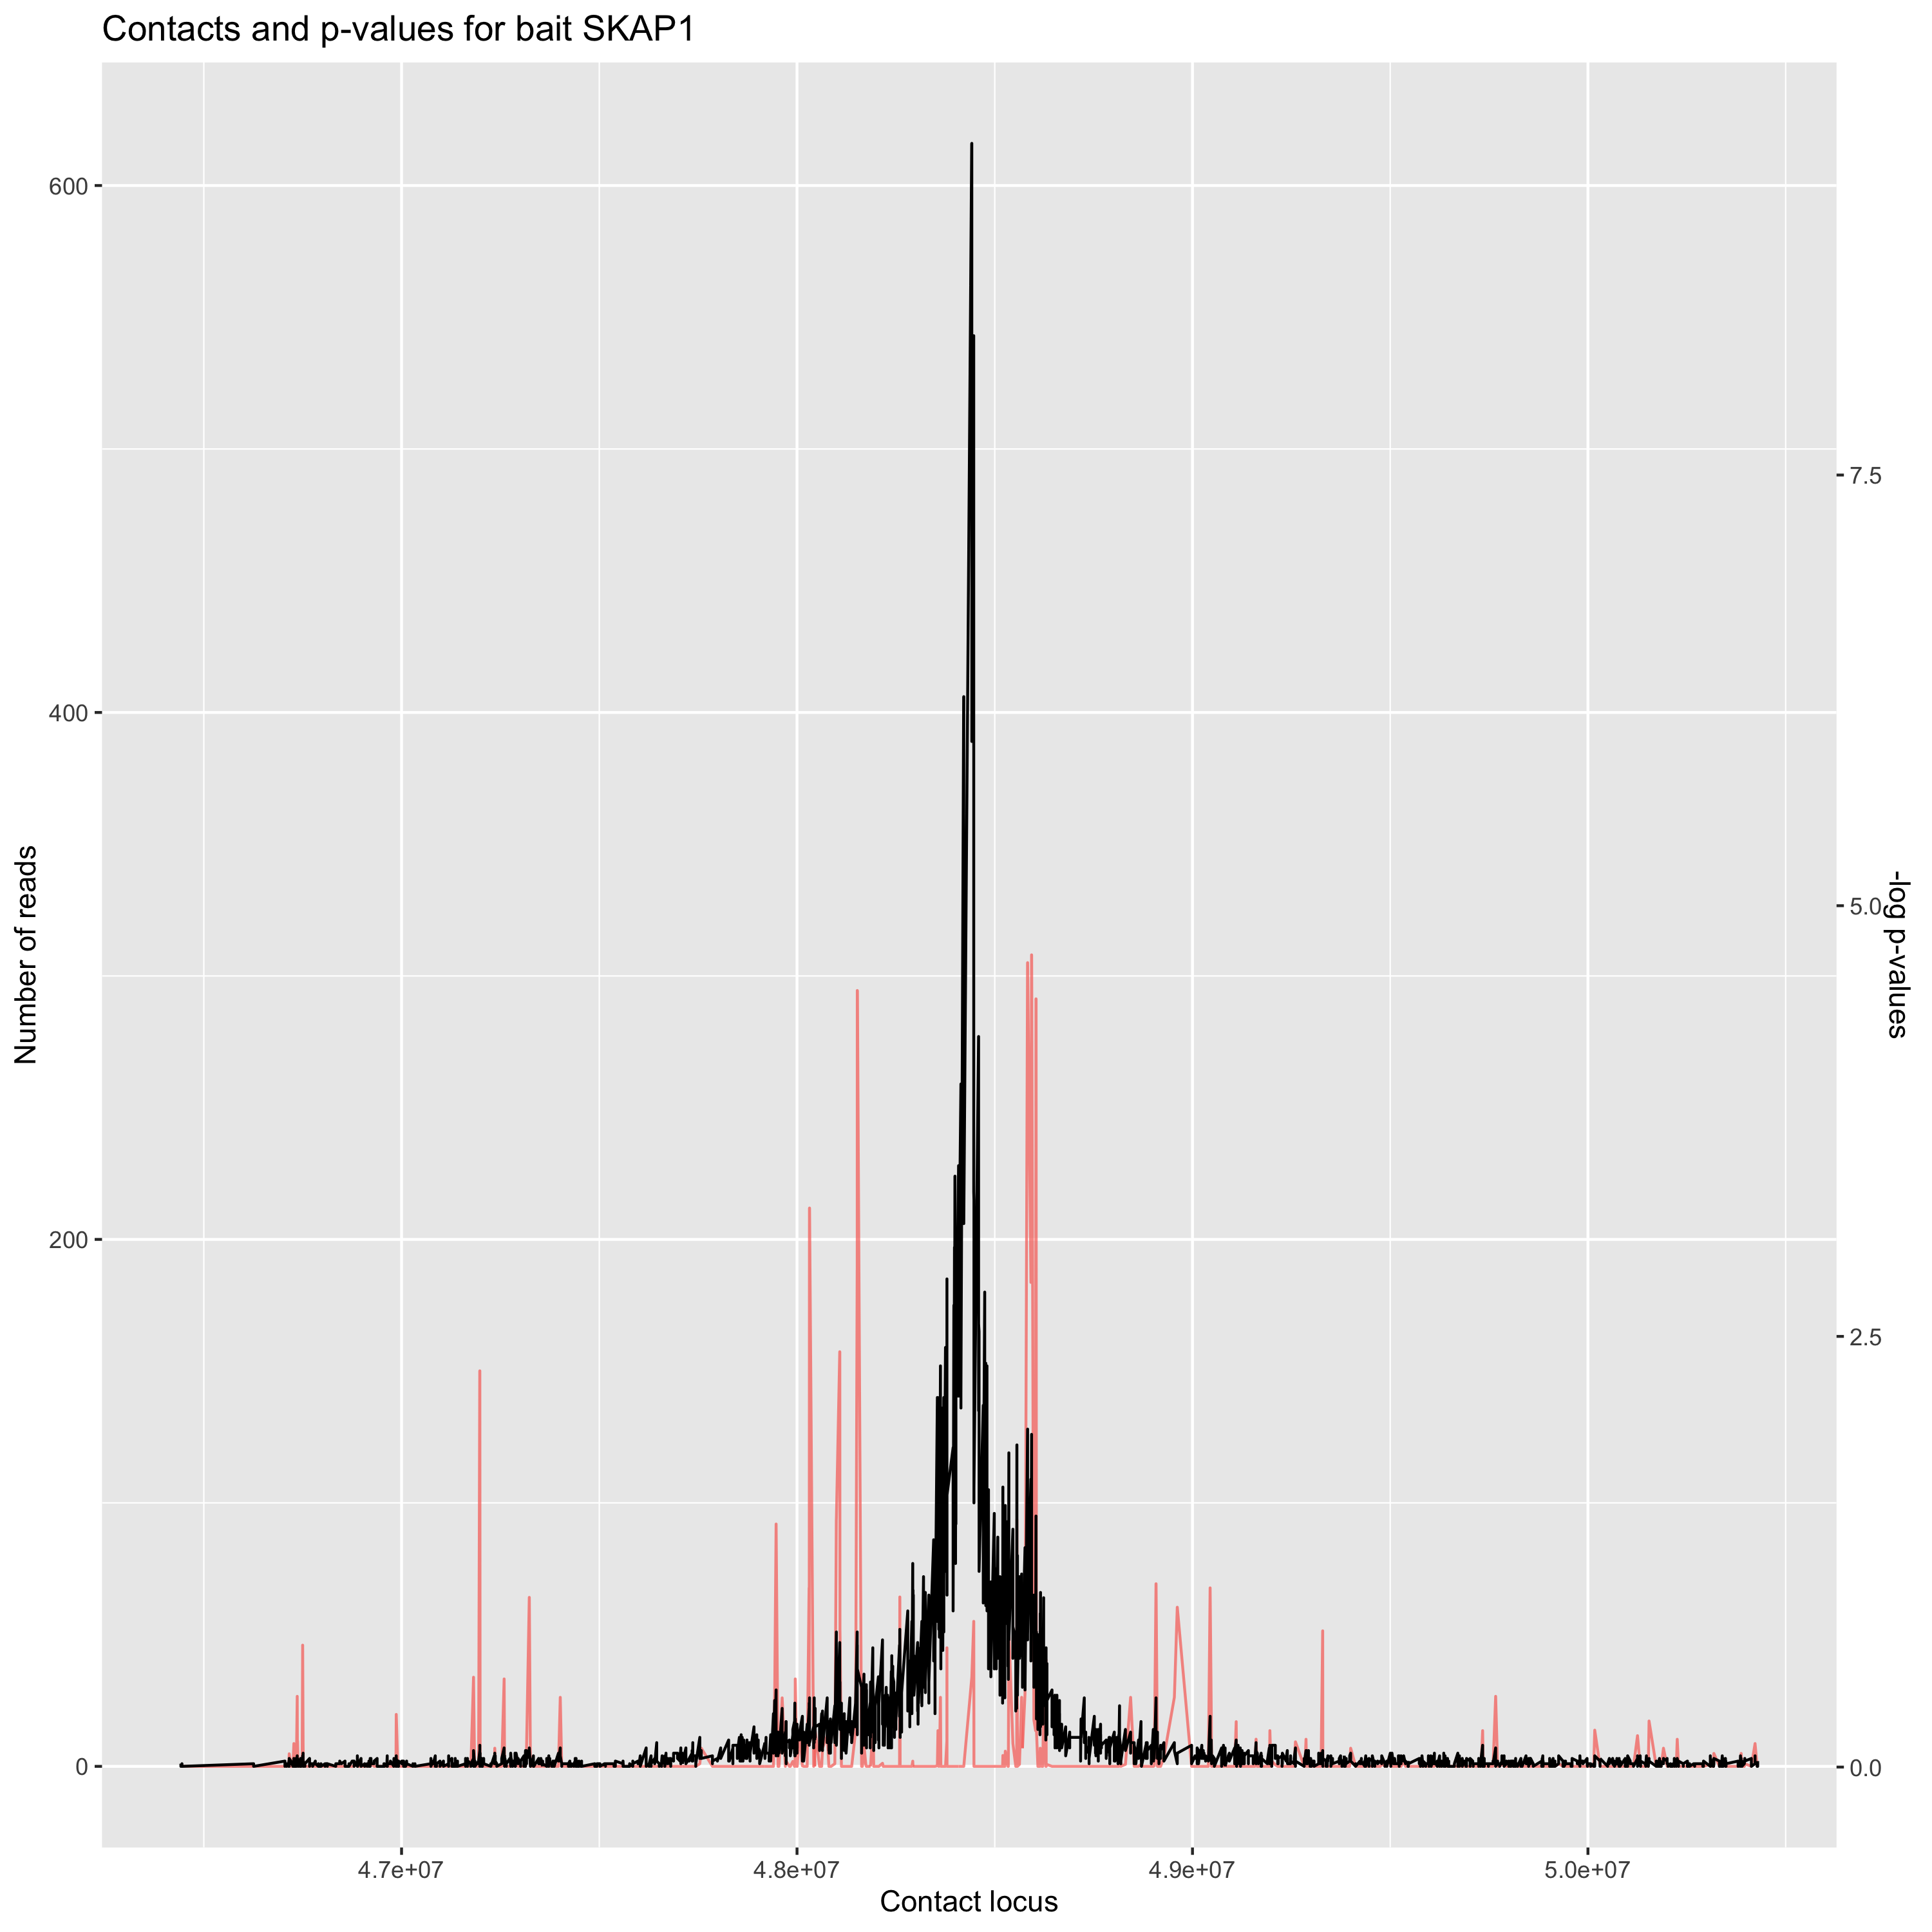 Contacts and p-values for bait SKAP1
600
400
200
0
Number of reads
7.5
5.0
2.5
0.0
-log p-values
4.7e+07
4.8e+07
4.9e+07
5.0e+07
Contact locus